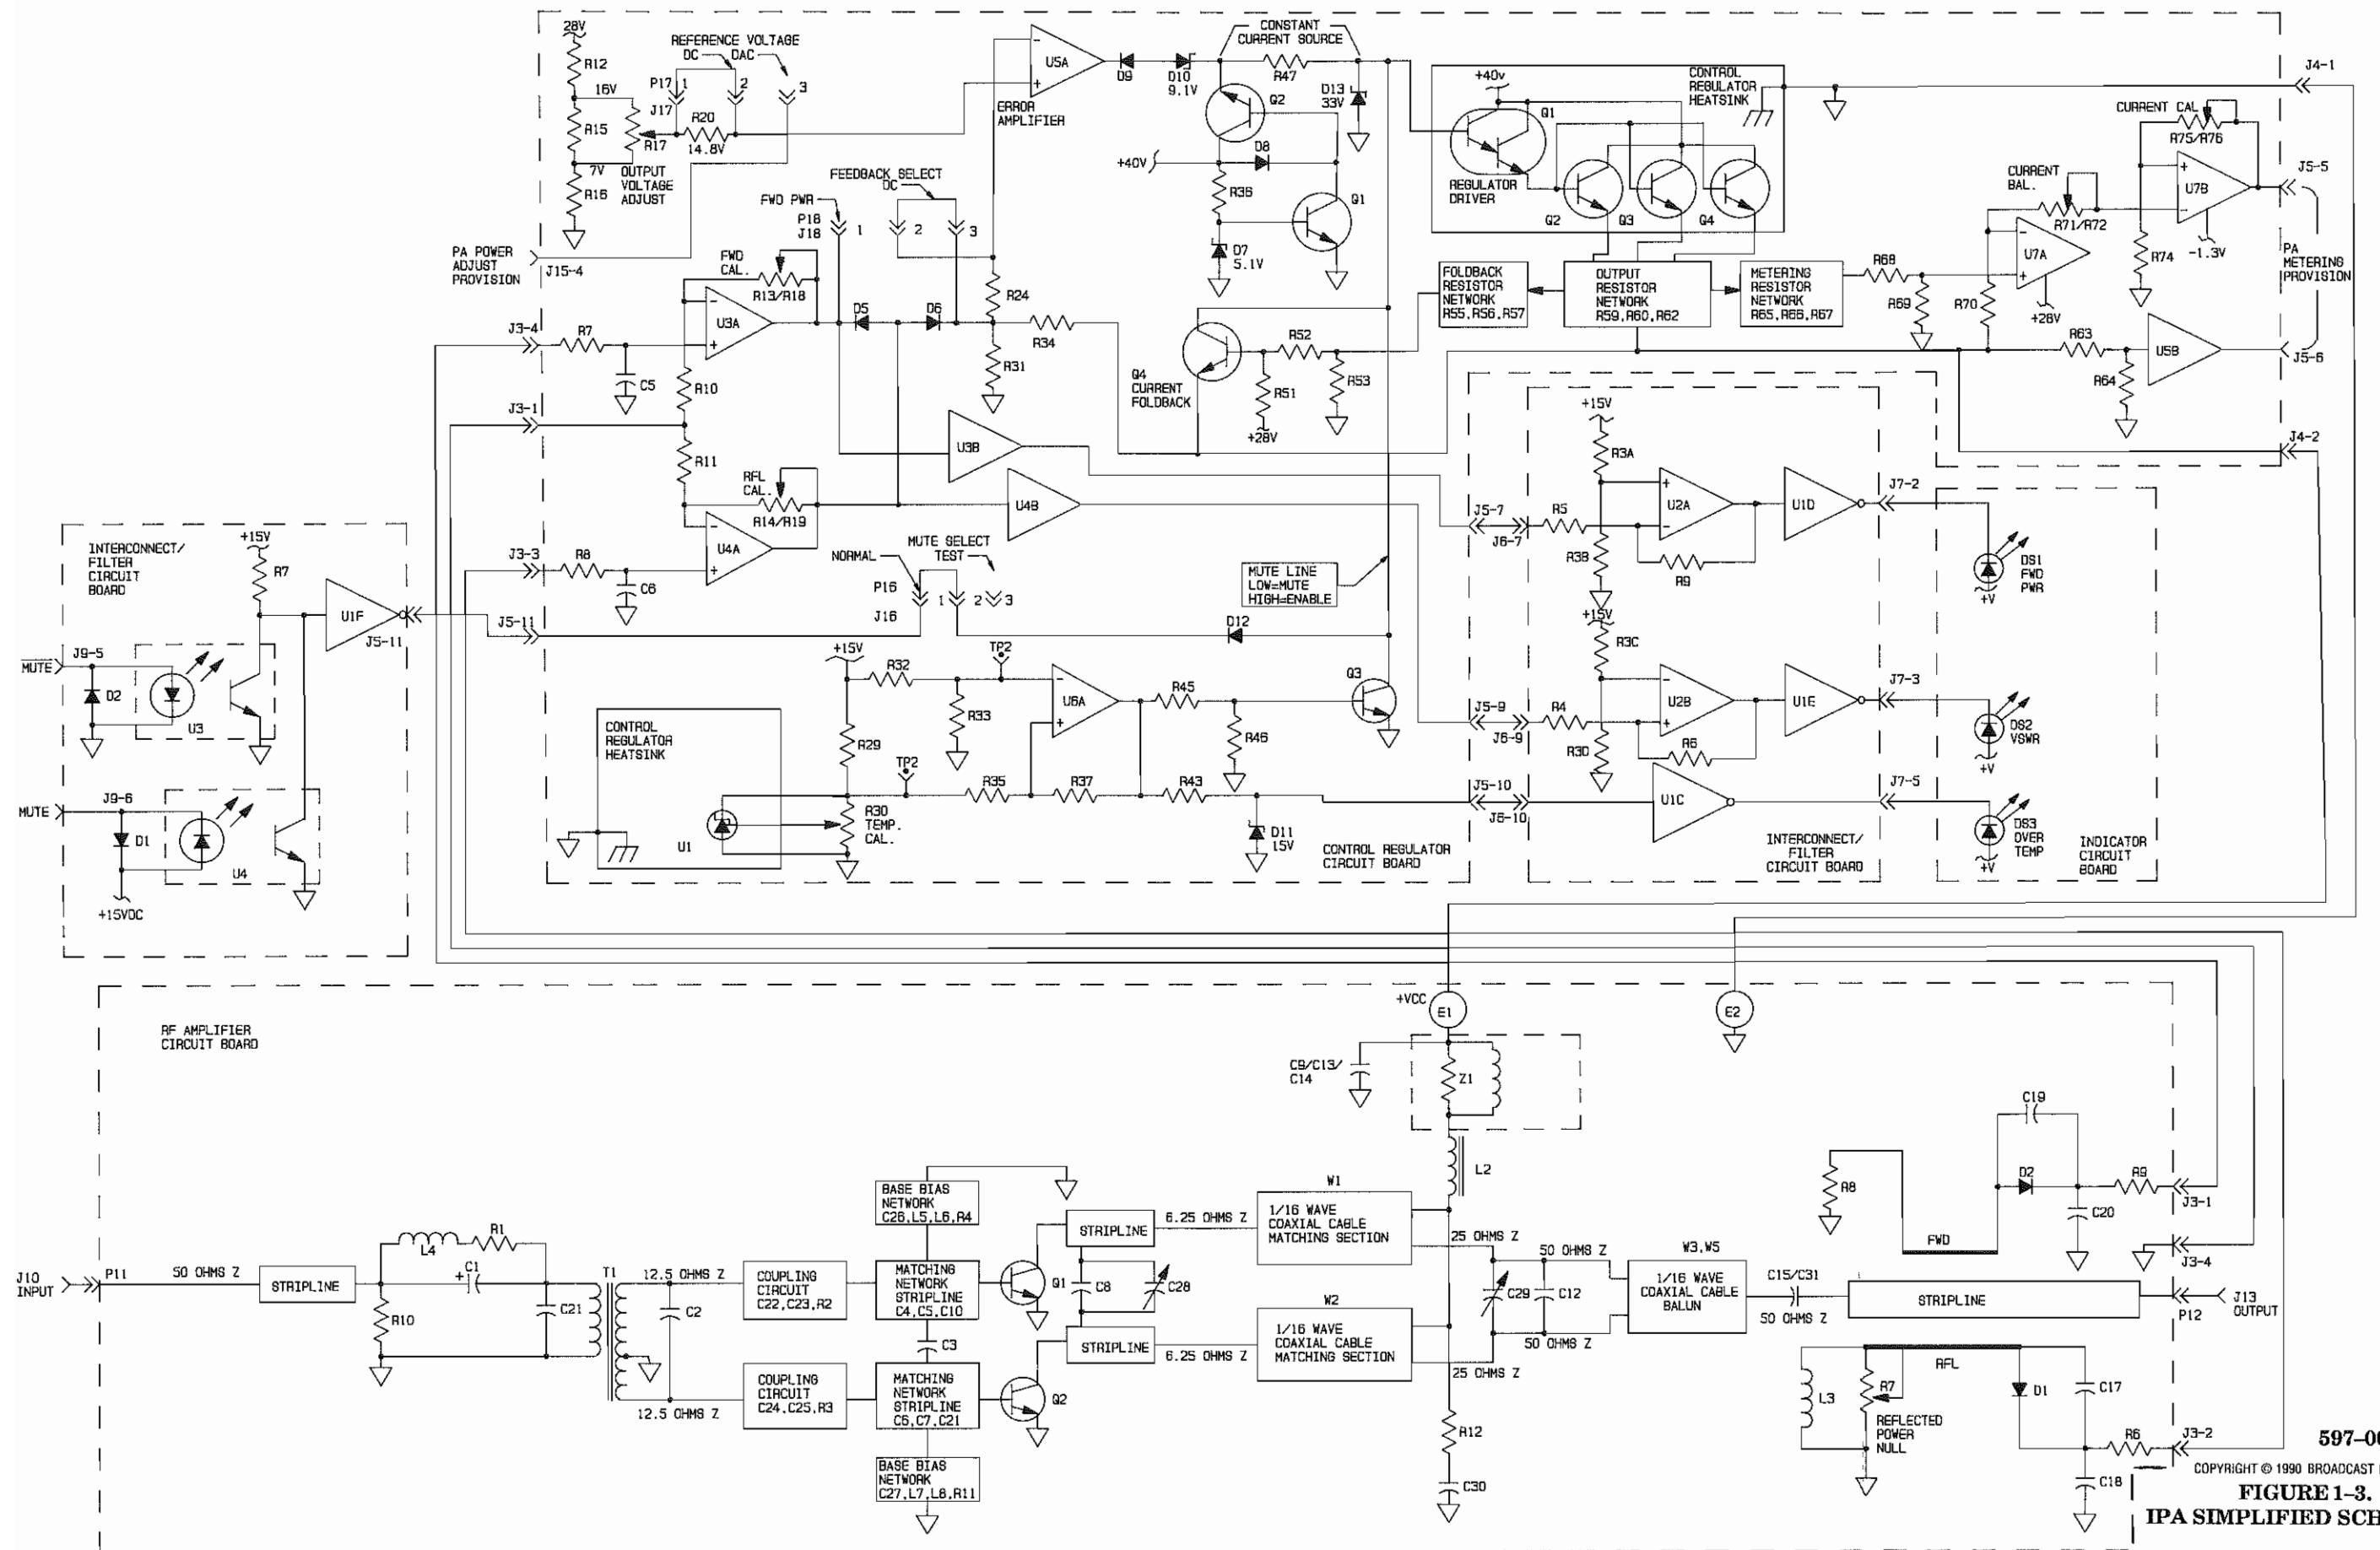 28V
R12
16V
R15
R17
7V
R16
OUTPUT
VOLTAGE
ADJUST
REFERENCE VOLTAGE
DC
DAC
P17
1
2
3
J17
R20
14.8V
PA POWER
ADJUST
PROVISION
J15-4
U5A
-
+
ERROR
AMPLIFIER
D9
D10
9.1V
CONSTANT
CURRENT SOURCE
R47
Q2
D13
33V
D8
+40V
R36
Q1
D7
5.1V
FEEDBACK SELECT
DC
FWD PWR
P18
J18
1
2
3
FWD
CAL.
R13/R18
U3A
-
+
D5
D6
R24
R34
R31
J3-4
R7
C5
R10
J3-1
R11
RFL
CAL.
R14/R19
U4A
-
+
J3-3
R8
C6
U3B
U4B
Q4
CURRENT
FOLDBACK
R52
R51
R53
+28V
+40v
CONTROL
REGULATOR
HEATSINK
Q1
REGULATOR
DRIVER
Q2
Q3
Q4
FOLDBACK
RESISTOR
NETWORK
R55,R56,R57
OUTPUT
RESISTOR
NETWORK
R59,R60,R62
METERING
RESISTOR
NETWORK
R65,R66,R67
R68
R69
R70
CURRENT
BAL.
R71/R72
U7A
-
+
+28V
CURRENT CAL
R75/R76
U7B
+
-
-1.3V
R74
R63
R64
U5B
J4-1
J5-5
PA
METERING
PROVISION
J5-6
J4-2
INTERCONNECT/
FILTER
CIRCUIT
BOARD
+15V
R7
U1F
J5-11
MUTE
J9-5
D2
U3
MUTE
J9-6
D1
U4
+15VDC
J5-11
NORMAL
MUTE SELECT
TEST
P16
J16
1
2
3
MUTE LINE
LOW=MUTE
HIGH=ENABLE
D12
+15V
R32
TP2
R33
U6A
-
+
R45
R46
Q3
CONTROL
REGULATOR
HEATSINK
R29
TP2
R35
R37
R43
D11
15V
U1
R30
TEMP.
CAL.
CONTROL REGULATOR
CIRCUIT BOARD
J5-7
J6-7
R5
+15V
R3A
R3B
U2A
+
-
R9
U1D
J7-2
DS1
FWD
PWR
+V
+15V
R3C
R3D
J5-9
J6-9
R4
U2B
-
+
R6
U1E
J7-3
DS2
VSWR
+V
J5-10
J6-10
U1C
J7-5
DS3
OVER
TEMP
+V
INTERCONNECT/
FILTER
CIRCUIT BOARD
INDICATOR
CIRCUIT
BOARD
RF AMPLIFIER
CIRCUIT BOARD
+VCC
E1
E2
C9/C13/
C14
Z1
L2
J10
INPUT
P11
50 OHMS Z
STRIPLINE
L4
R1
+
C1
R10
C21
T1
12.5 OHMS Z
C2
12.5 OHMS Z
COUPLING
CIRCUIT
C22,C23,R2
COUPLING
CIRCUIT
C24,C25,R3
BASE BIAS
NETWORK
C26,L5,L6,R4
MATCHING
NETWORK
STRIPLINE
C4,C5,C10
C3
MATCHING
NETWORK
STRIPLINE
C6,C7,C21
BASE BIAS
NETWORK
C27,L7,L8,R11
Q1
Q2
STRIPLINE
C8
C28
STRIPLINE
6.25 OHMS Z
6.25 OHMS Z
W1
1/16 WAVE
COAXIAL CABLE
MATCHING SECTION
W2
1/16 WAVE
COAXIAL CABLE
MATCHING SECTION
25 OHMS Z
25 OHMS Z
C29
C12
50 OHMS Z
50 OHMS Z
R12
C30
W3,W5
1/16 WAVE
COAXIAL CABLE
BALUN
C15/C31
50 OHMS Z
STRIPLINE
R8
FWD
C19
D2
C20
R9
J3-1
J3-4
J13
OUTPUT
P12
L3
R7
REFLECTED
POWER
NULL
RFL
D1
C17
R6
J3-2
C18
597-00
COPYRIGHT © 1990 BROADCAST
FIGURE 1–3.
IPA SIMPLIFIED SCH